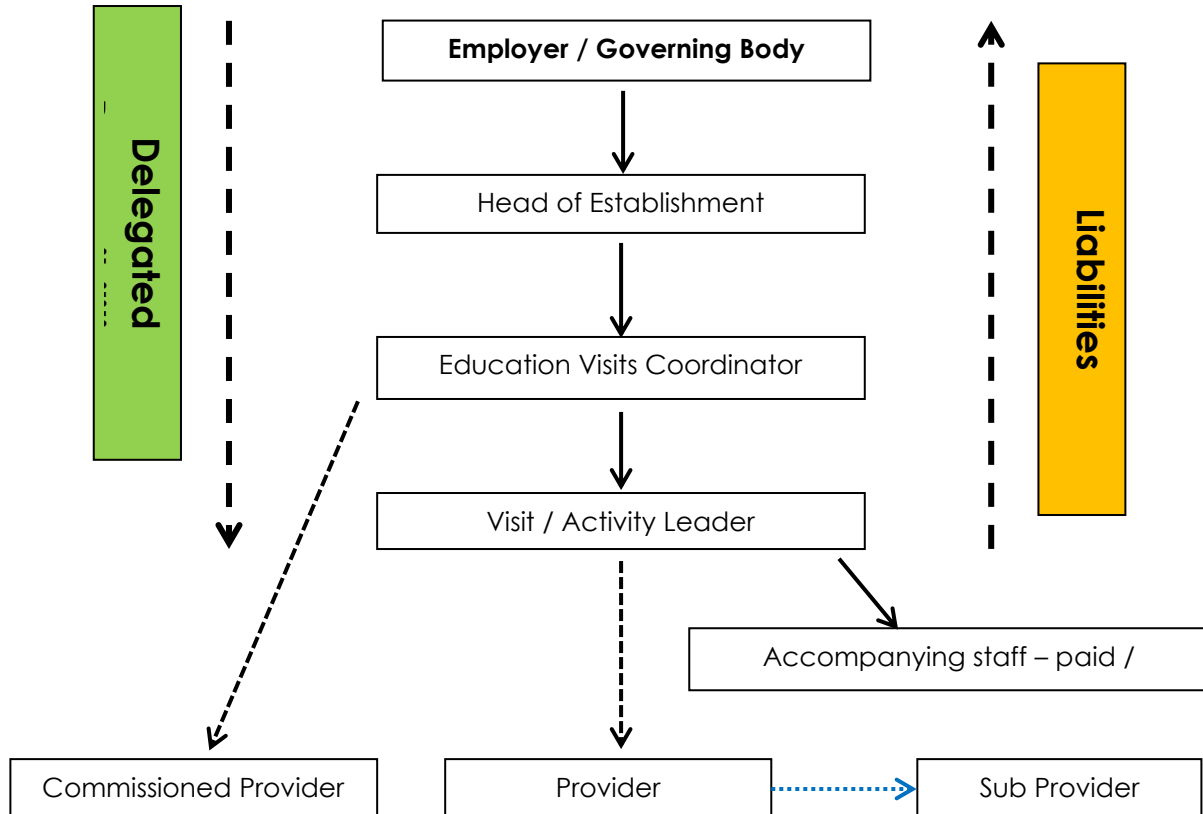 Employer / Governing Body
Delegated
Head of Establishment
Liabilities
Education Visits Coordinator
Visit / Activity Leader
Accompanying staff – paid /
Commissioned Provider
Provider
Sub Provider